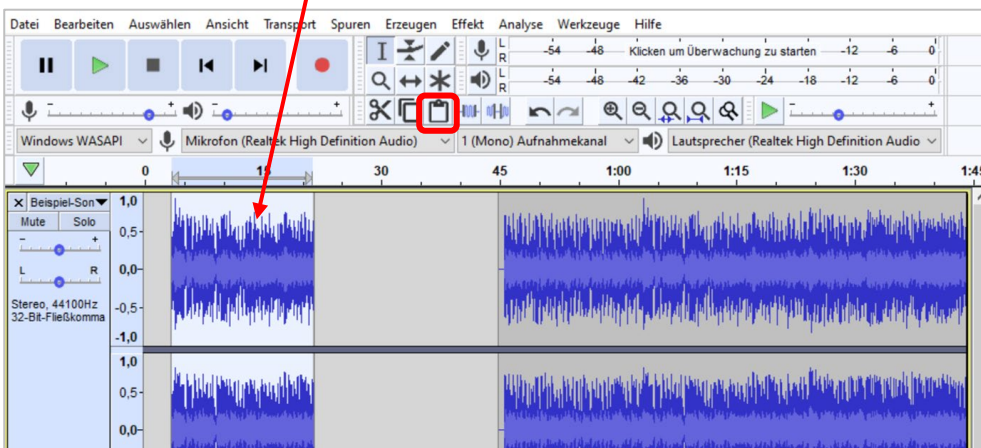 Datei Bearbeiten Auswählen Ansicht Transport Spuren Erzeugen Effekt Analyse Werkzeuge Hilfe
L R -54 -48 Klicken um Überwachung zu starten -12 -6 0
L R -54 -48 -42 -36 -30 -24 -18 -12 -6 0
- + - + - +
Windows WASAPI Mikrofon (Realtek High Definition Audio) 1 (Mono) Aufnahmekanal Lautsprecher (Realtek High Definition Audio
0 15 30 45 1:00 1:15 1:30 1:45
X Beispiel-Son 1,0
Mute Solo
- + 0,5-
L R 0,0-
Stereo, 44100Hz -0,5-
32-Bit-Fließkomma
-1,0
1,0
0,5-
0,0-